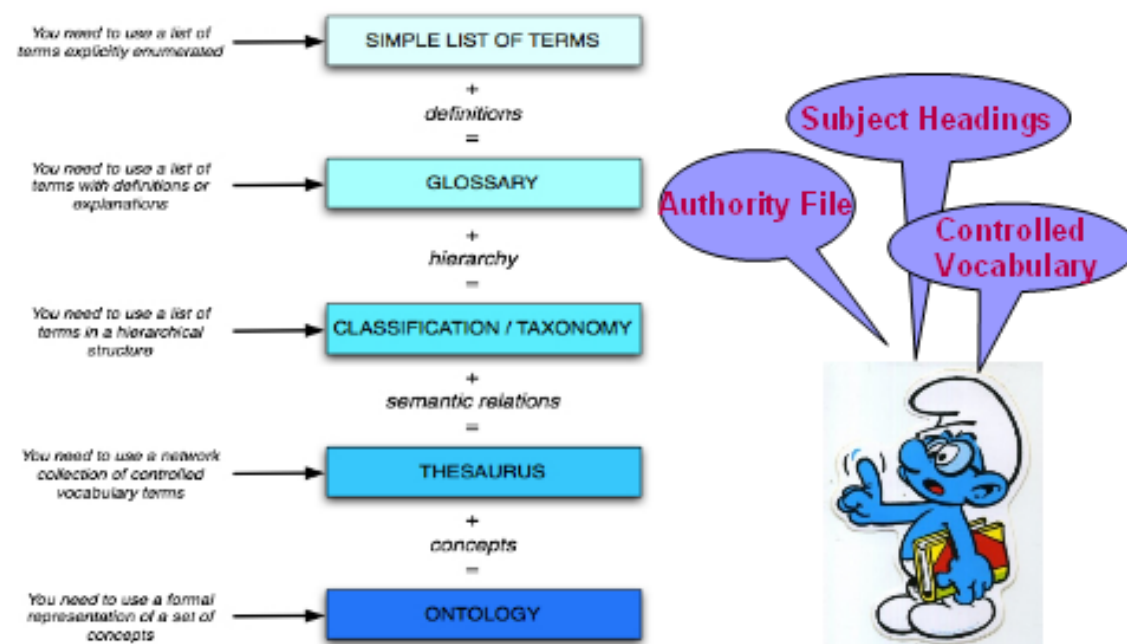 You need to use a list of
terms explicitly enumerated
SIMPLE LIST OF TERMS
+
definitions
=
You need to use a list of
terms with definitions or
explanations
GLOSSARY
+
hierarchy
=
You need to use a list of
terms in a hierarchical
structure
CLASSIFICATION / TAXONOMY
+
semantic relations
=
You need to use a network
collection of controlled
vocabulary terms
THESAURUS
+
concepts
=
You need to use a formal
representation of a set of
concepts
ONTOLOGY
Subject Headings
Authority File
Controlled
Vocabulary